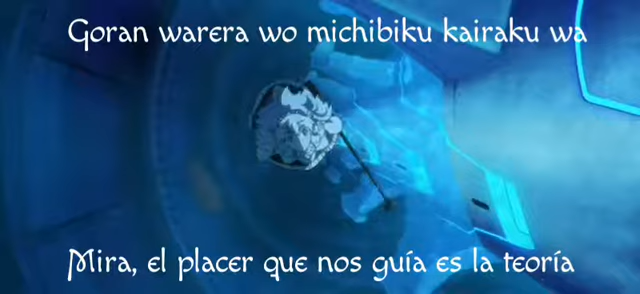 Goran warera wo michibiku kairaku wa
Mira, el placer que nos guía es la teoría